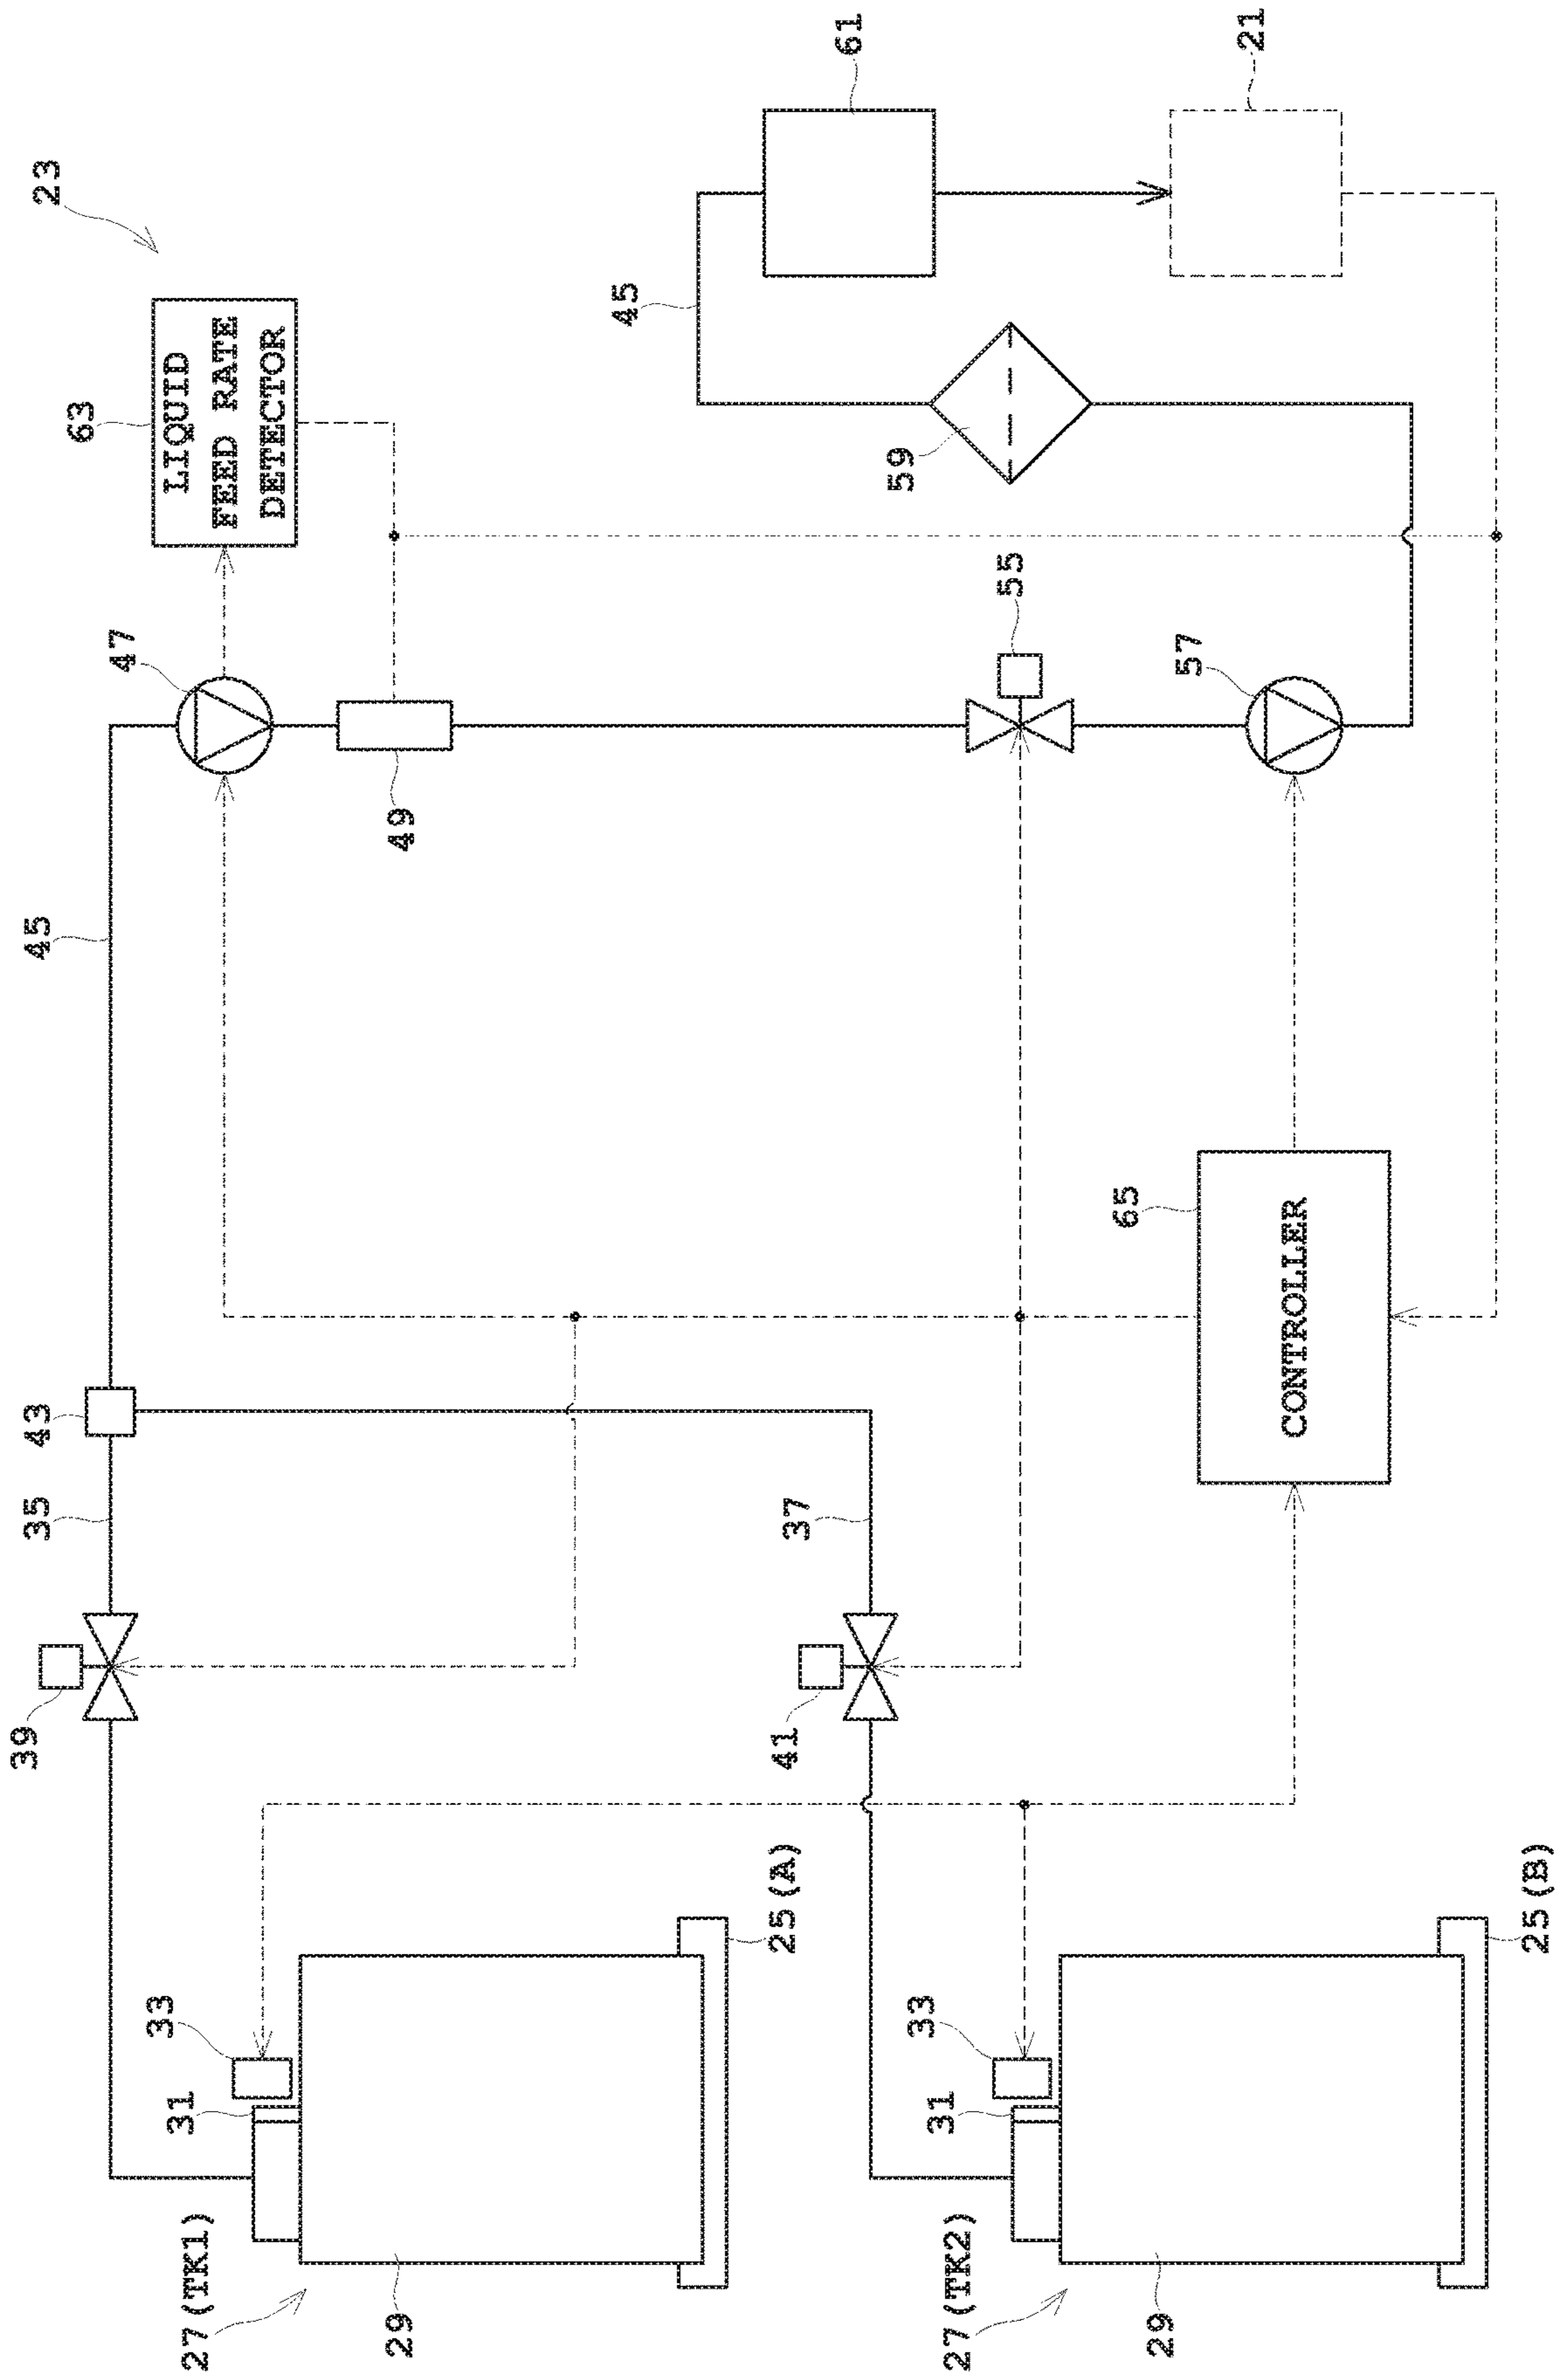 39
35
43
45
23
63
47
33
LIQUID
FEED RATE
DETECTOR
31
27(TK1)
29
49
45
25(A)
41
37
61
59
33
31
27(TK2)
55
65
29
57
21
CONTROLLER
25(B)